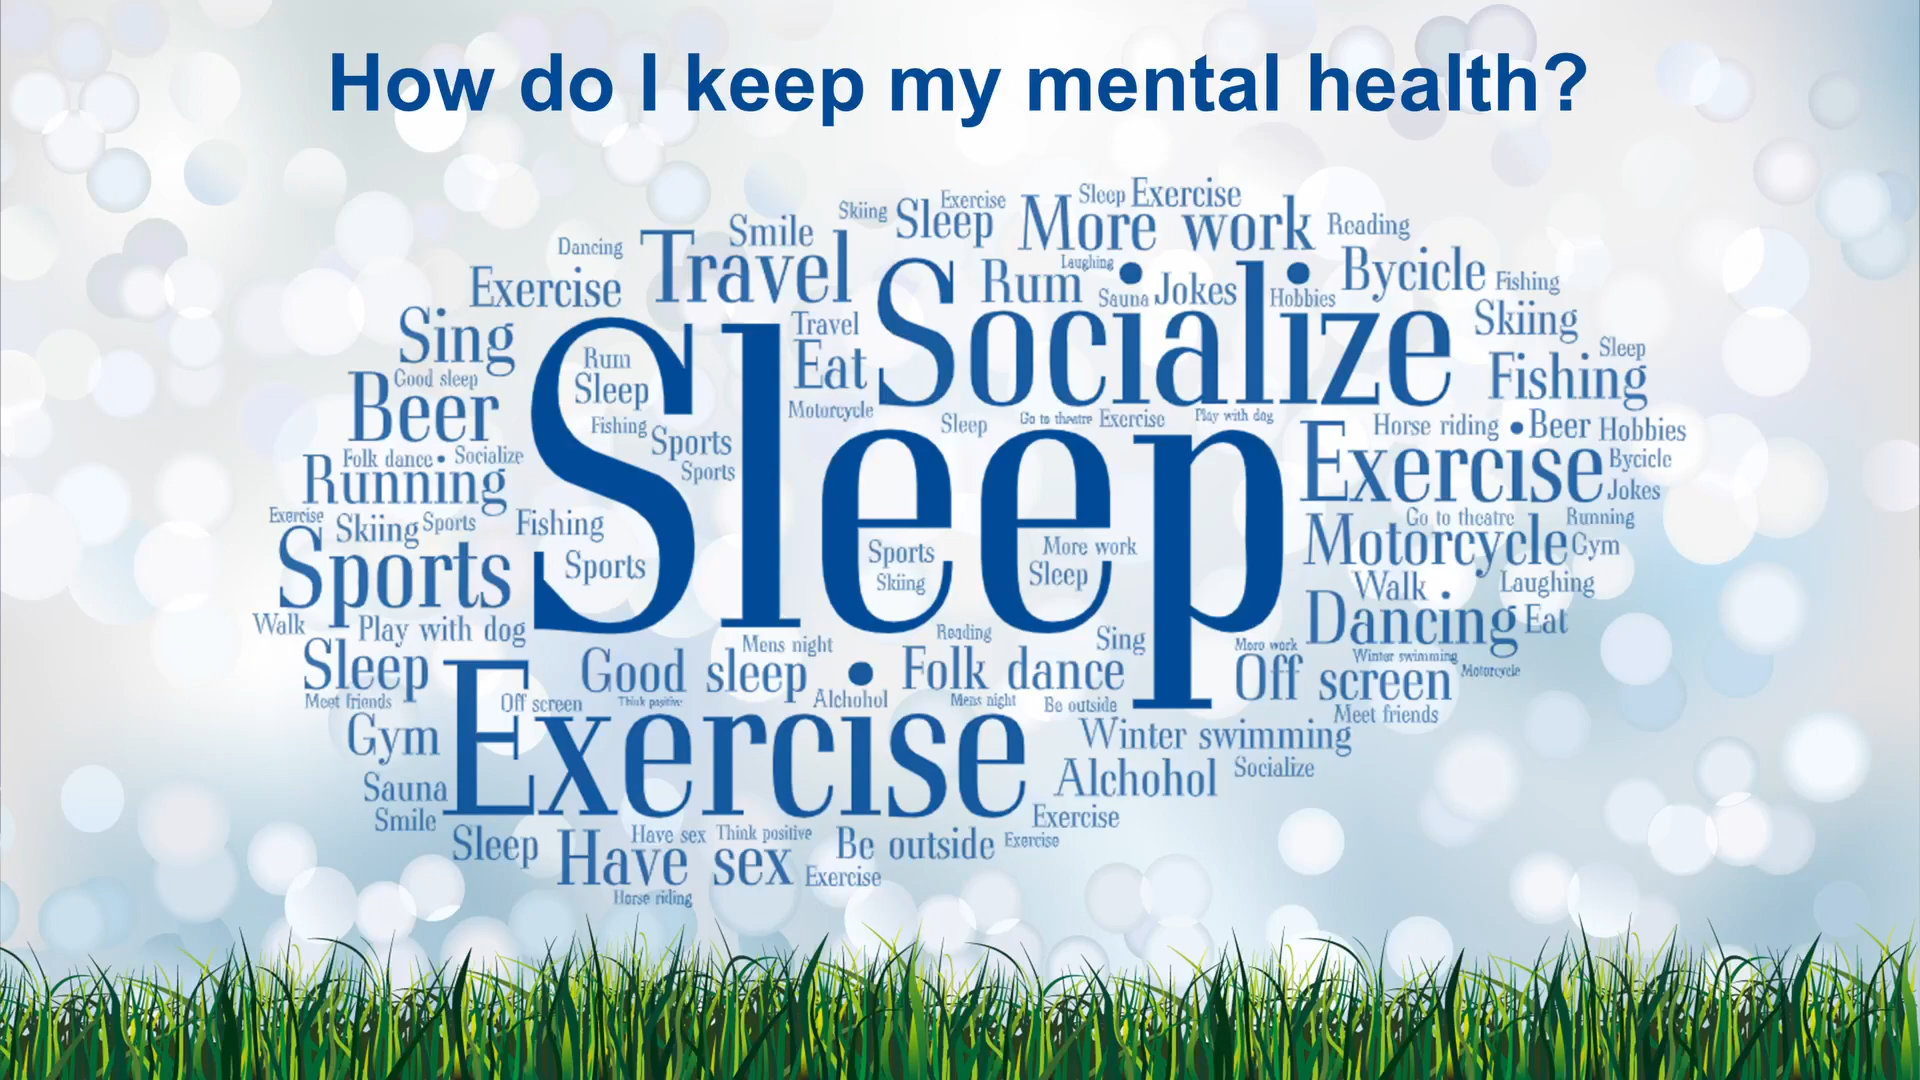 How do I keep my mental health?
Skiing Sleep Exercise More work Sleep Exercise Reading
Dancing Smile Travel Laughing
Exercise Rum Sauna Jokes Socialize Hobbies Bycicle Fishing
Sing Travel Skiing
Rum Eat Sleep
Good sleep Sleep Fishing
Beer Motorcycle
Fishing Sports Sleep Go to theatre Exercise Play with dog Horse riding • Beer Hobbies
Folk dance • Socialize Sports Sleep Exercise Bycicle
Running Jokes
Exercise Skiing Sports Fishing Go to theatre Running
Sports Sports Sports More work Motorcycle Gym
Skiing Sleep Walk Laughing
Walk Play with dog Dancing Eat
Mens night Reading Sing More work Winter swimming
Sleep Good sleep Folk dance Off screen Motorcycle
Meet friends Off screen Think positive Alchohol Mens night Be outside Meet friends
Gym Exercise Winter swimming
Sauna Alchohol Socialize
Smile Exercise
Sleep Have sex Think positive Be outside Exercise
Have sex Exercise
Horse riding